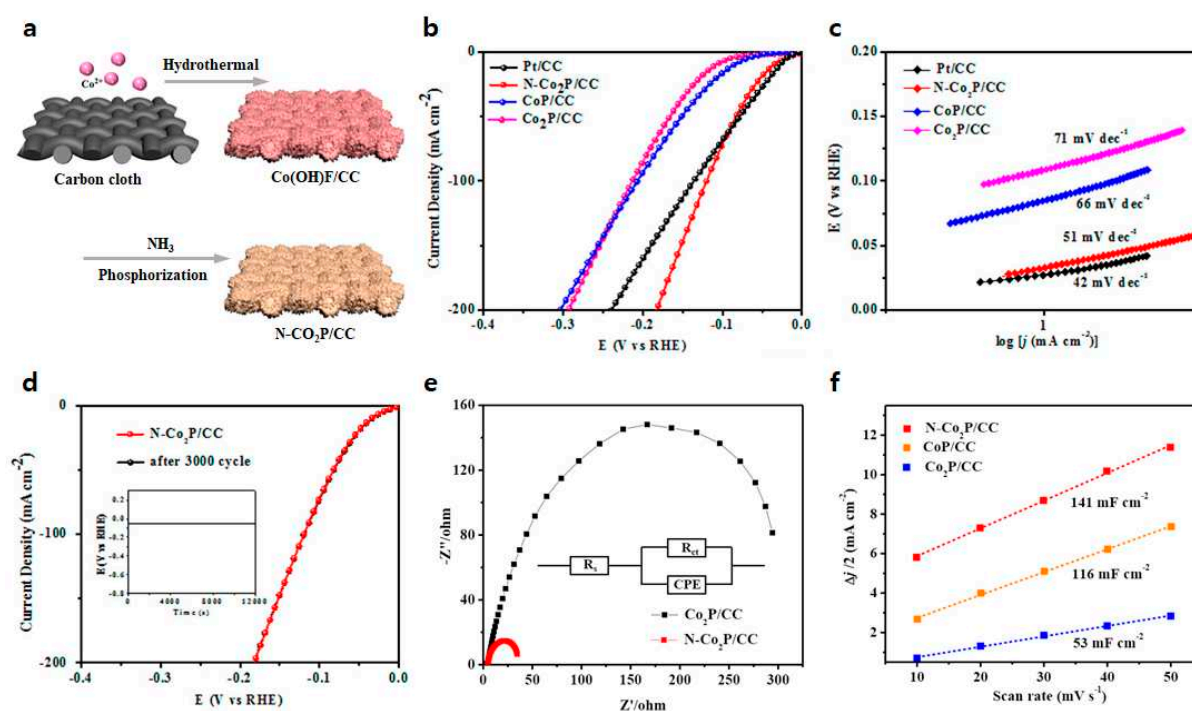 a
Co²⁺
Hydrothermal
Carbon cloth
Co(OH)F/CC
NH₃
Phosphorization
N-CO₂P/CC
b
Current Density (mA cm⁻²)
0
-100
-200
Pt/CC
N-Co₂P/CC
CoP/CC
Co₂P/CC
-0.4
-0.3
-0.2
-0.1
0.0
E (V vs RHE)
c
E (V vs RHE)
0.20
0.15
0.10
0.05
0.00
Pt/CC
N-Co₂P/CC
CoP/CC
Co₂P/CC
71 mV dec⁻¹
66 mV dec⁻¹
51 mV dec⁻¹
42 mV dec⁻¹
1
log [j (mA cm⁻²)]
d
Current Density (mA cm⁻²)
0
-100
-200
N-Co₂P/CC
after 3000 cycle
E (V vs RHE)
0.2
0.0
-0.2
-0.4
-0.6
-0.8
0
4000
8000
12000
Time (s)
-0.4
-0.3
-0.2
-0.1
0.0
E (V vs RHE)
e
-Z''/ohm
160
120
80
40
0
Rs
Rct
CPE
Co₂P/CC
N-Co₂P/CC
0
50
100
150
200
250
300
Z'/ohm
f
Δj/2 (mA cm⁻²)
12
10
8
6
4
2
N-Co₂P/CC
CoP/CC
Co₂P/CC
141 mF cm⁻²
116 mF cm⁻²
53 mF cm⁻²
10
20
30
40
50
Scan rate (mV s⁻¹)